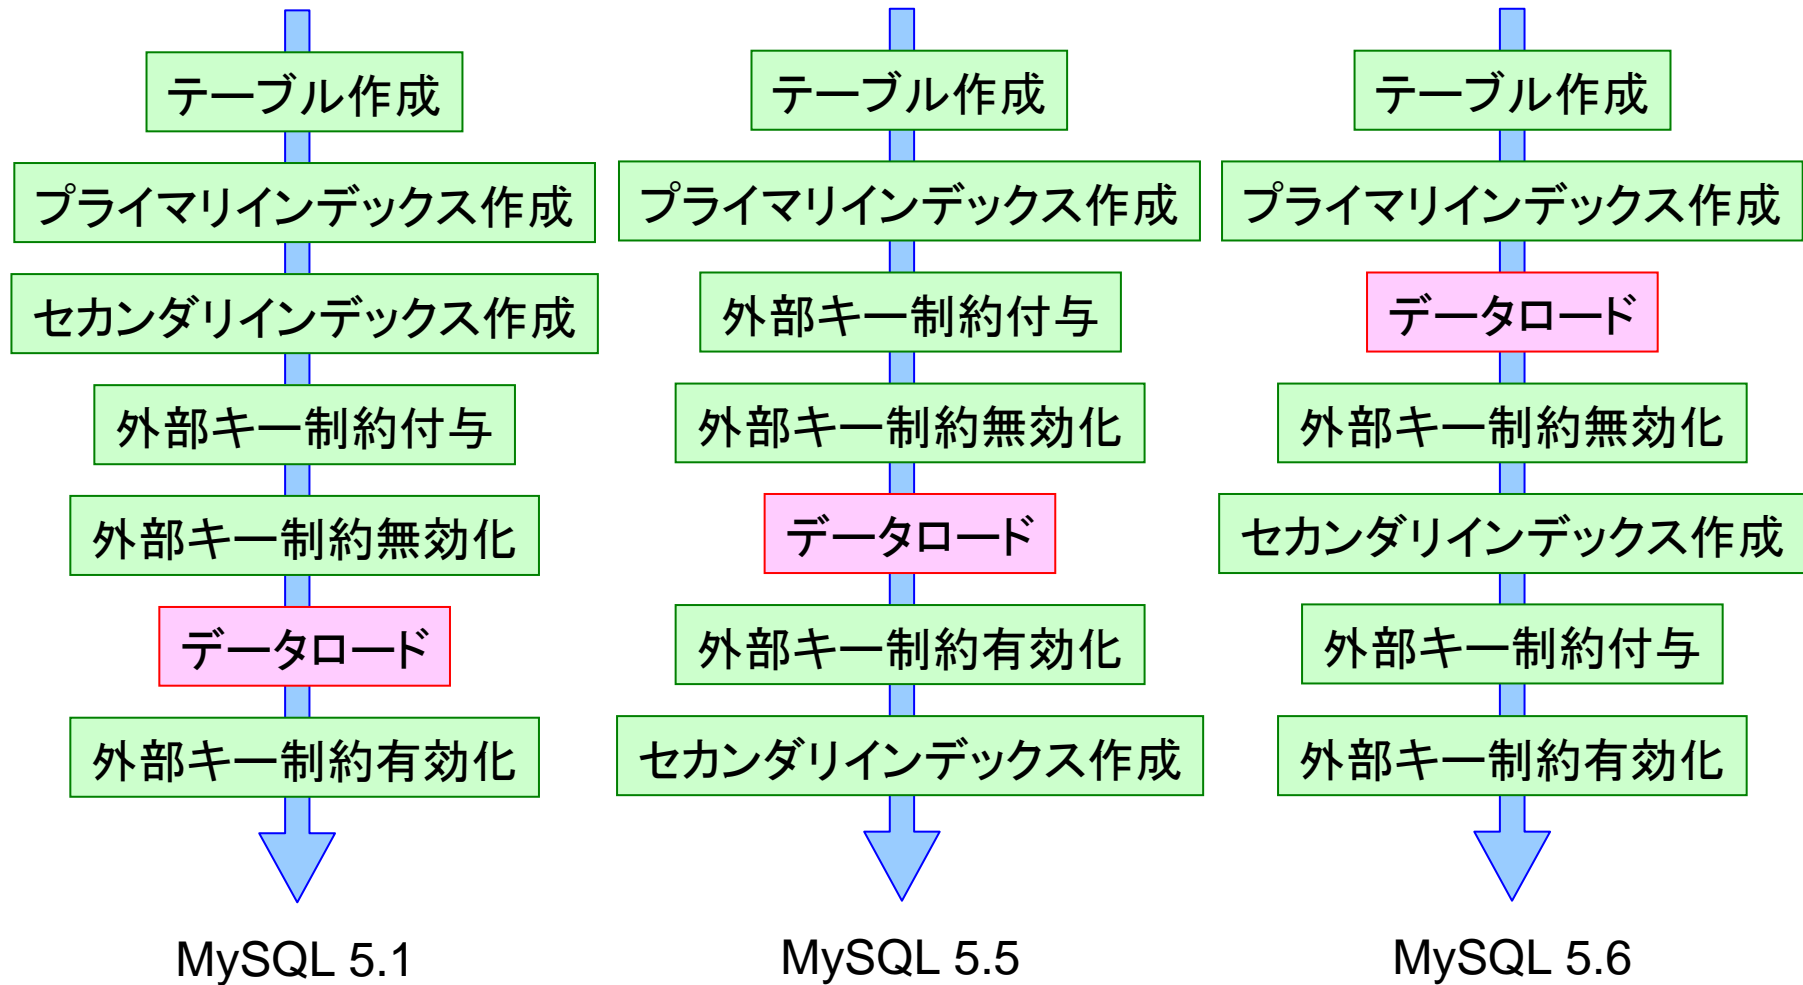 テーブル作成
プライマリインデックス作成
セカンダリインデックス作成
外部キー制約付与
外部キー制約無効化
データロード
外部キー制約有効化
MySQL 5.1
テーブル作成
プライマリインデックス作成
外部キー制約付与
外部キー制約無効化
データロード
外部キー制約有効化
セカンダリインデックス作成
MySQL 5.5
テーブル作成
プライマリインデックス作成
データロード
外部キー制約無効化
セカンダリインデックス作成
外部キー制約付与
外部キー制約有効化
MySQL 5.6